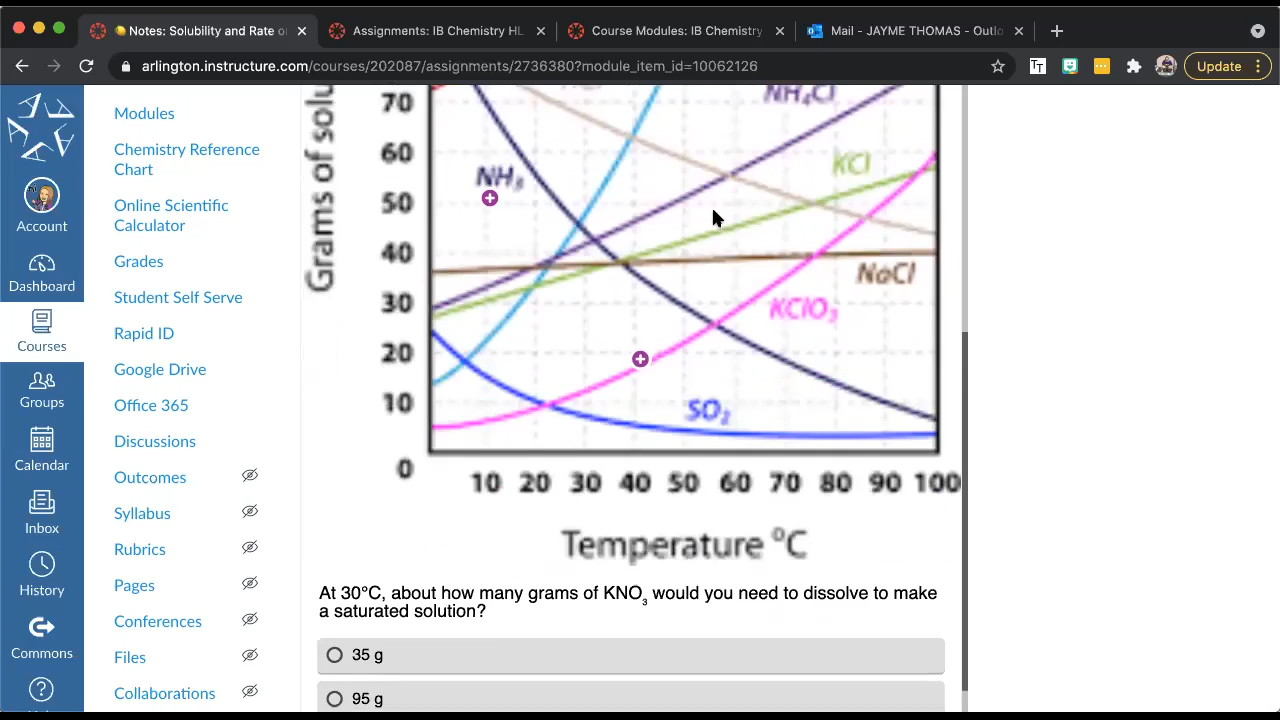 Notes: Solubility and Rate o
Assignments: IB Chemistry HL
Course Modules: IB Chemistry
Mail - JAYME THOMAS - Outlo
arlington.instructure.com/courses/202087/assignments/2736380?module_item_id=10062126
Update
Account
Dashboard
Courses
Groups
Calendar
Inbox
History
Commons
Modules
Chemistry Reference
Chart
Online Scientific
Calculator
Grades
Student Self Serve
Rapid ID
Google Drive
Office 365
Discussions
Outcomes
Syllabus
Rubrics
Pages
Conferences
Files
Collaborations
Grams of solu
70
60
50
40
30
20
10
0
NH₄Cl
KCl
NH₃
NaCl
KClO₃
SO₂
10 20 30 40 50 60 70 80 90 100
Temperature ⁰C
At 30°C, about how many grams of KNO₃ would you need to dissolve to make
a saturated solution?
35 g
95 g